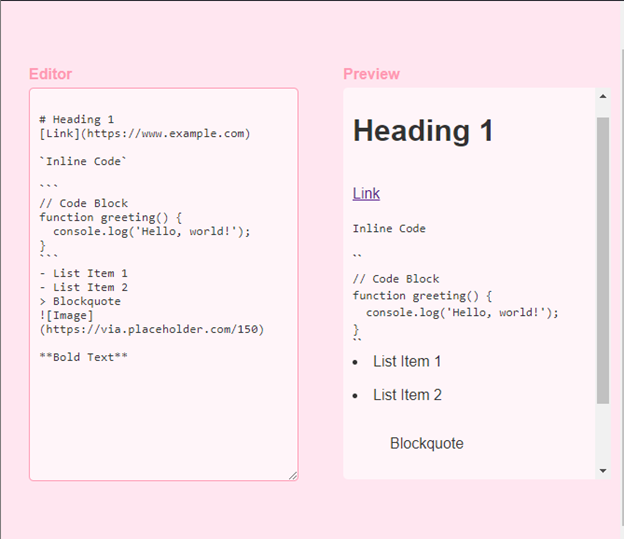 Editor
# Heading 1
[Link](https://www.example.com)
`Inline Code`
```
// Code Block
function greeting() {
  console.log('Hello, world!');
}
```
- List Item 1
- List Item 2
> Blockquote
![Image]
(https://via.placeholder.com/150)
**Bold Text**
Preview
Heading 1
Link
Inline Code
``
// Code Block
function greeting() {
  console.log('Hello, world!');
}
``
• List Item 1
• List Item 2
Blockquote